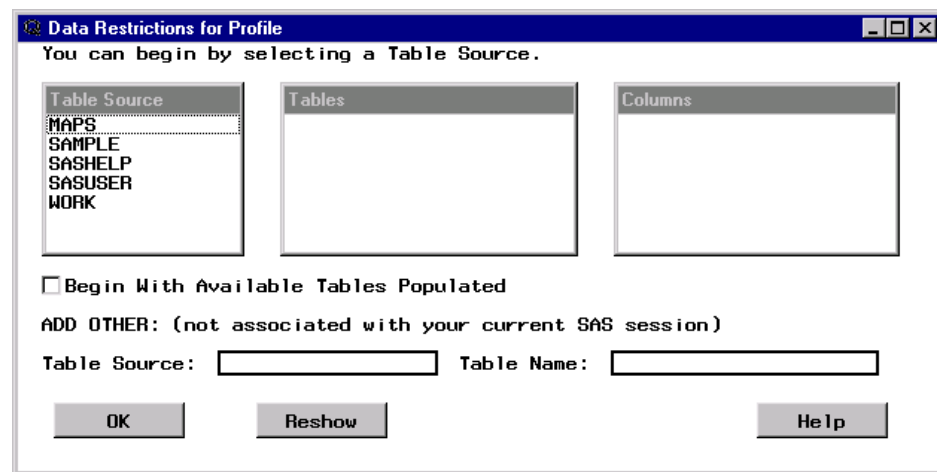 Data Restrictions for Profile
You can begin by selecting a Table Source.
Table Source Tables Columns
MAPS
SAMPLE
SASHELP
SASUSER
WORK
Begin With Available Tables Populated
ADD OTHER: (not associated with your current SAS session)
Table Source: Table Name:
OK Reshow Help